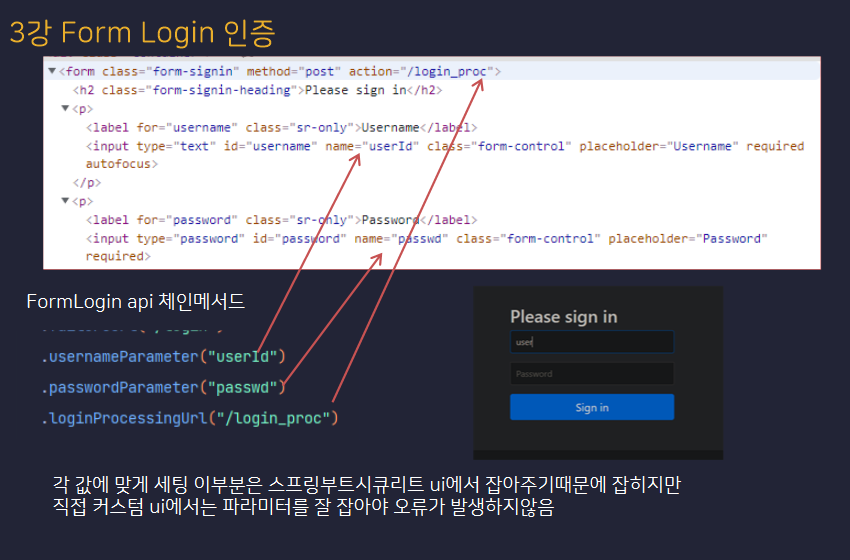 3강 Form Login 인증
▼<form class="form-signin" method="post" action="/login_proc">
<h2 class="form-signin-heading">Please sign in</h2>
▼<p>
<label for="username" class="sr-only">Username</label>
<input type="text" id="username" name="userId" class="form-control" placeholder="Username" required
autofocus>
</p>
▼<p>
<label for="password" class="sr-only">Password</label>
<input type="password" id="password" name="passwd" class="form-control" placeholder="Password"
required>
FormLogin api 체인메서드
.usernameParameter("userId")
.passwordParameter("passwd")
.loginProcessingUrl("/login_proc")
Please sign in
user
Password
Sign in
각 값에 맞게 세팅 이부분은 스프링부트시큐리트 ui에서 잡아주기때문에 잡히지만
직접 커스텀 ui에서는 파라미터를 잘 잡아야 오류가 발생하지않음